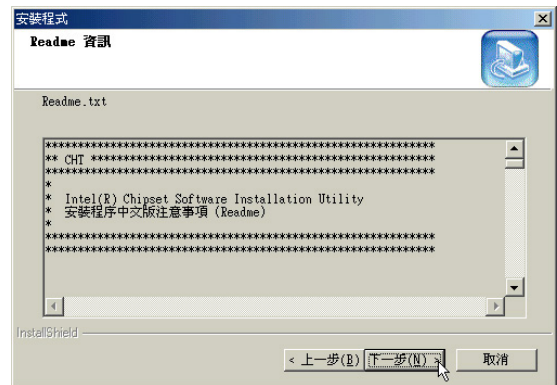 安裝程式
Readme 資訊
Readme.txt
************************************************************
** CHT *****************************************************
************************************************************
*
* Intel(R) Chipset Software Installation Utility
* 安裝程序中文版注意事項 (Readme)
*
************************************************************
************************************************************
InstallShield
< 上一步(B) 下一步(N) > 取消